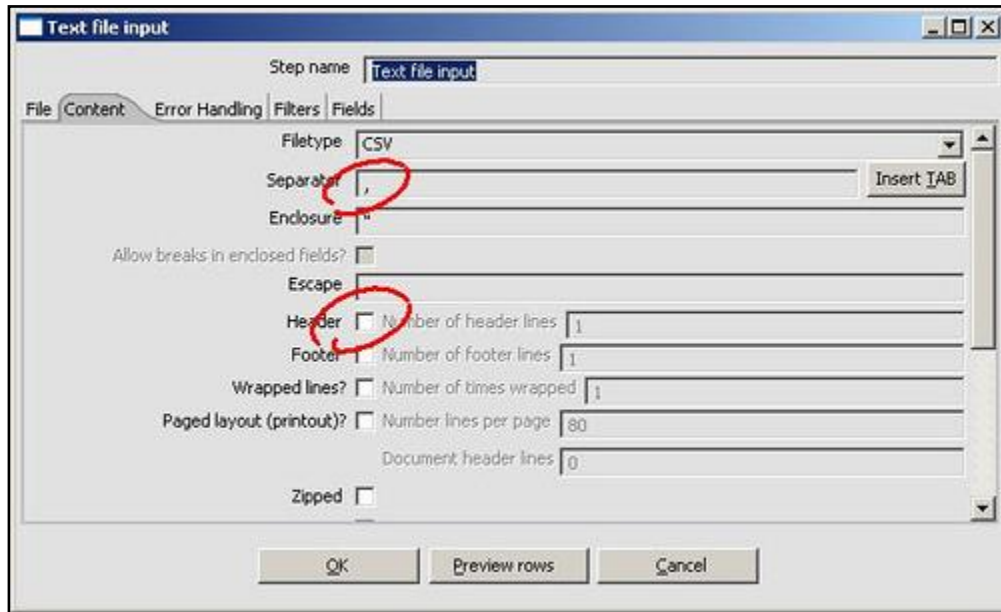 Text file input
Step name Text file input
File Content Error Handling Filters Fields
Filetype CSV
Separator , Insert TAB
Enclosure "
Allow breaks in enclosed fields?
Escape
Header Number of header lines 1
Footer Number of footer lines 1
Wrapped lines? Number of times wrapped 1
Paged layout (printout)? Number lines per page 80
Document header lines 0
Zipped
OK Preview rows Cancel